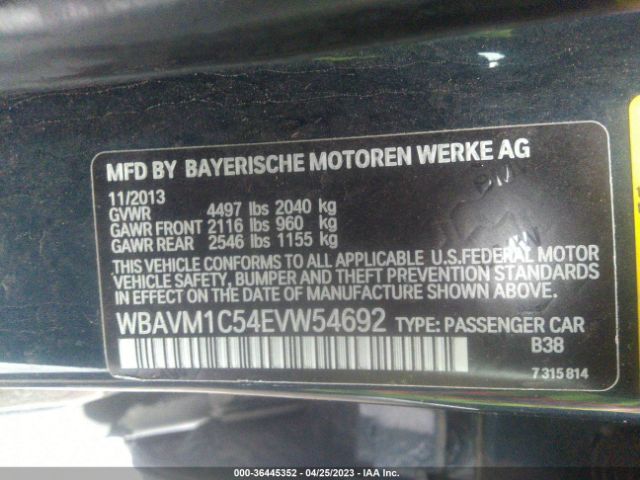 MFD BY BAYERISCHE MOTOREN WERKE AG
11/2013
GVWR 4497 lbs 2040 kg
GAWR FRONT 2116 lbs 960 kg
GAWR REAR 2546 lbs 1155 kg
THIS VEHICLE CONFORMS TO ALL APPLICABLE U.S.FEDERAL MOTOR
VEHICLE SAFETY, BUMPER AND THEFT PREVENTION STANDARDS
IN EFFECT ON THE DATE OF MANUFACTURE SHOWN ABOVE.
WBAVM1C54EVW54692 TYPE: PASSENGER CAR
B38
7 315 814
000-36445352 - 04/25/2023 - IAA Inc.